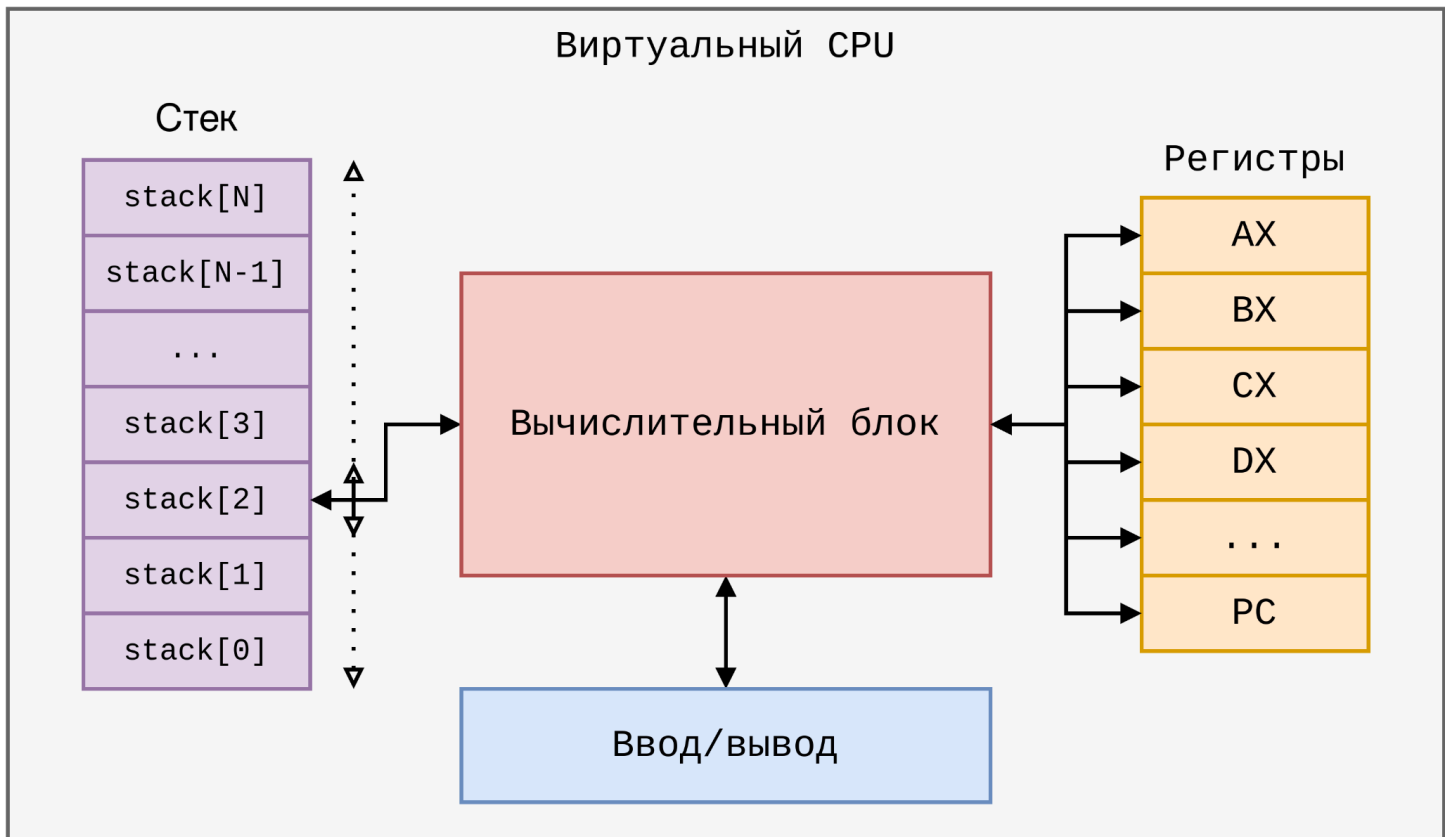 Виртуальный CPU
Стек
stack[N]
stack[N-1]
...
stack[3]
stack[2]
stack[1]
stack[0]
Вычислительный блок
Ввод/вывод
Регистры
AX
BX
CX
DX
...
PC